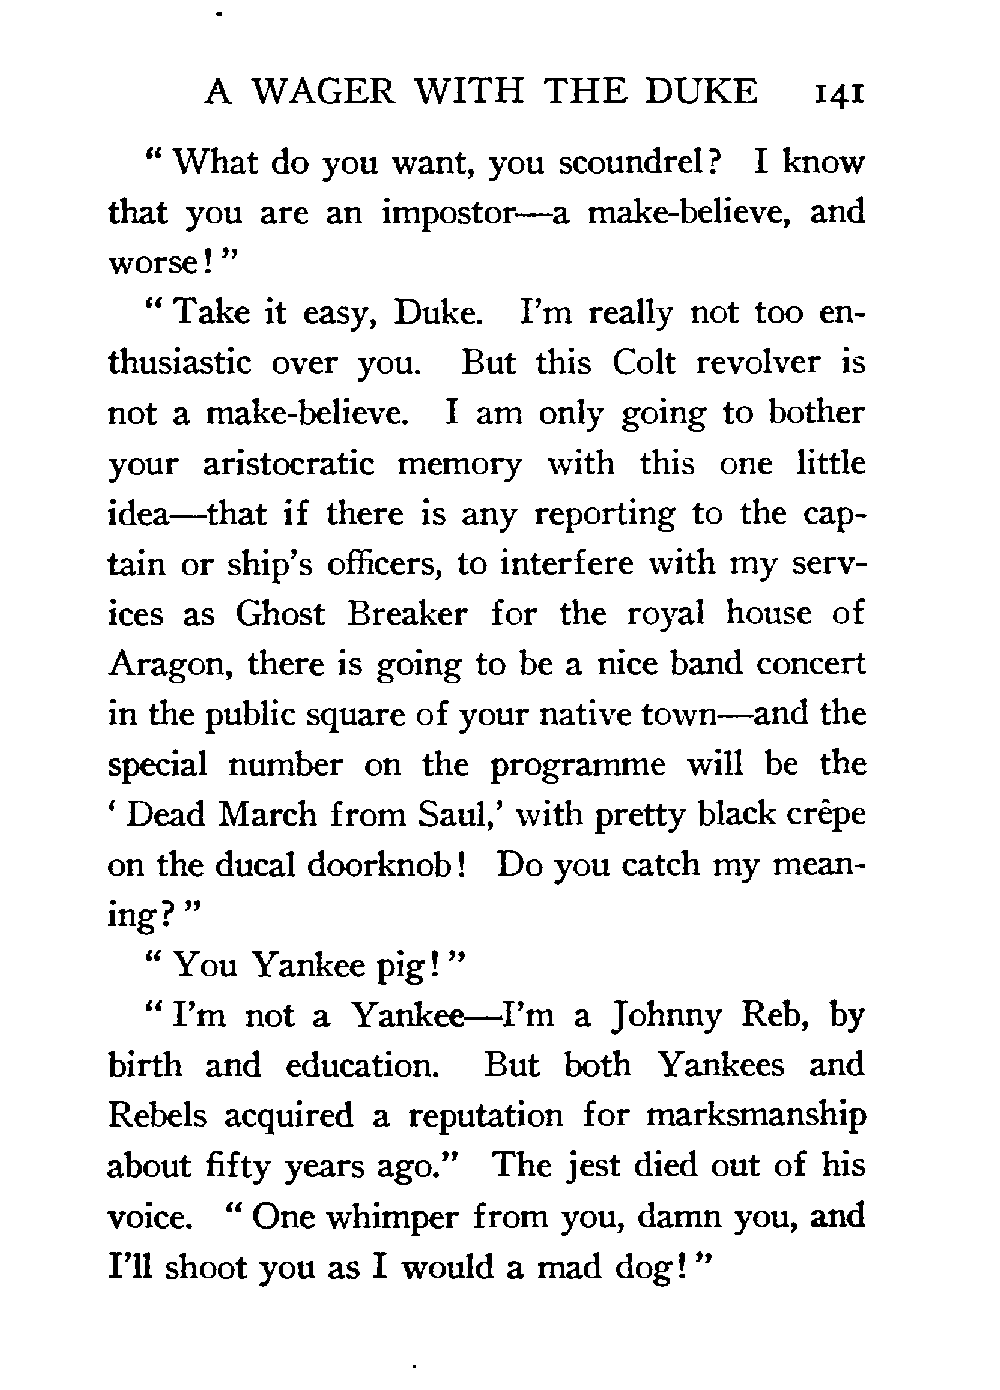 A WAGER WITH THE DUKE 141
“ What do you want, you scoundrel? I know
that you are an impostor—a make-believe, and
worse! ”
“ Take it easy, Duke. I’m really not too en-
thusiastic over you. But this Colt revolver is
not a make-believe. I am only going to bother
your aristocratic memory with this one little
idea—that if there is any reporting to the cap-
tain or ship’s officers, to interfere with my serv-
ices as Ghost Breaker for the royal house of
Aragon, there is going to be a nice band concert
in the public square of your native town—and the
special number on the programme will be the
‘ Dead March from Saul,’ with pretty black crêpe
on the ducal doorknob! Do you catch my mean-
ing? ”
“ You Yankee pig! ”
“ I’m not a Yankee—I’m a Johnny Reb, by
birth and education. But both Yankees and
Rebels acquired a reputation for marksmanship
about fifty years ago.” The jest died out of his
voice. “ One whimper from you, damn you, and
I’ll shoot you as I would a mad dog! ”